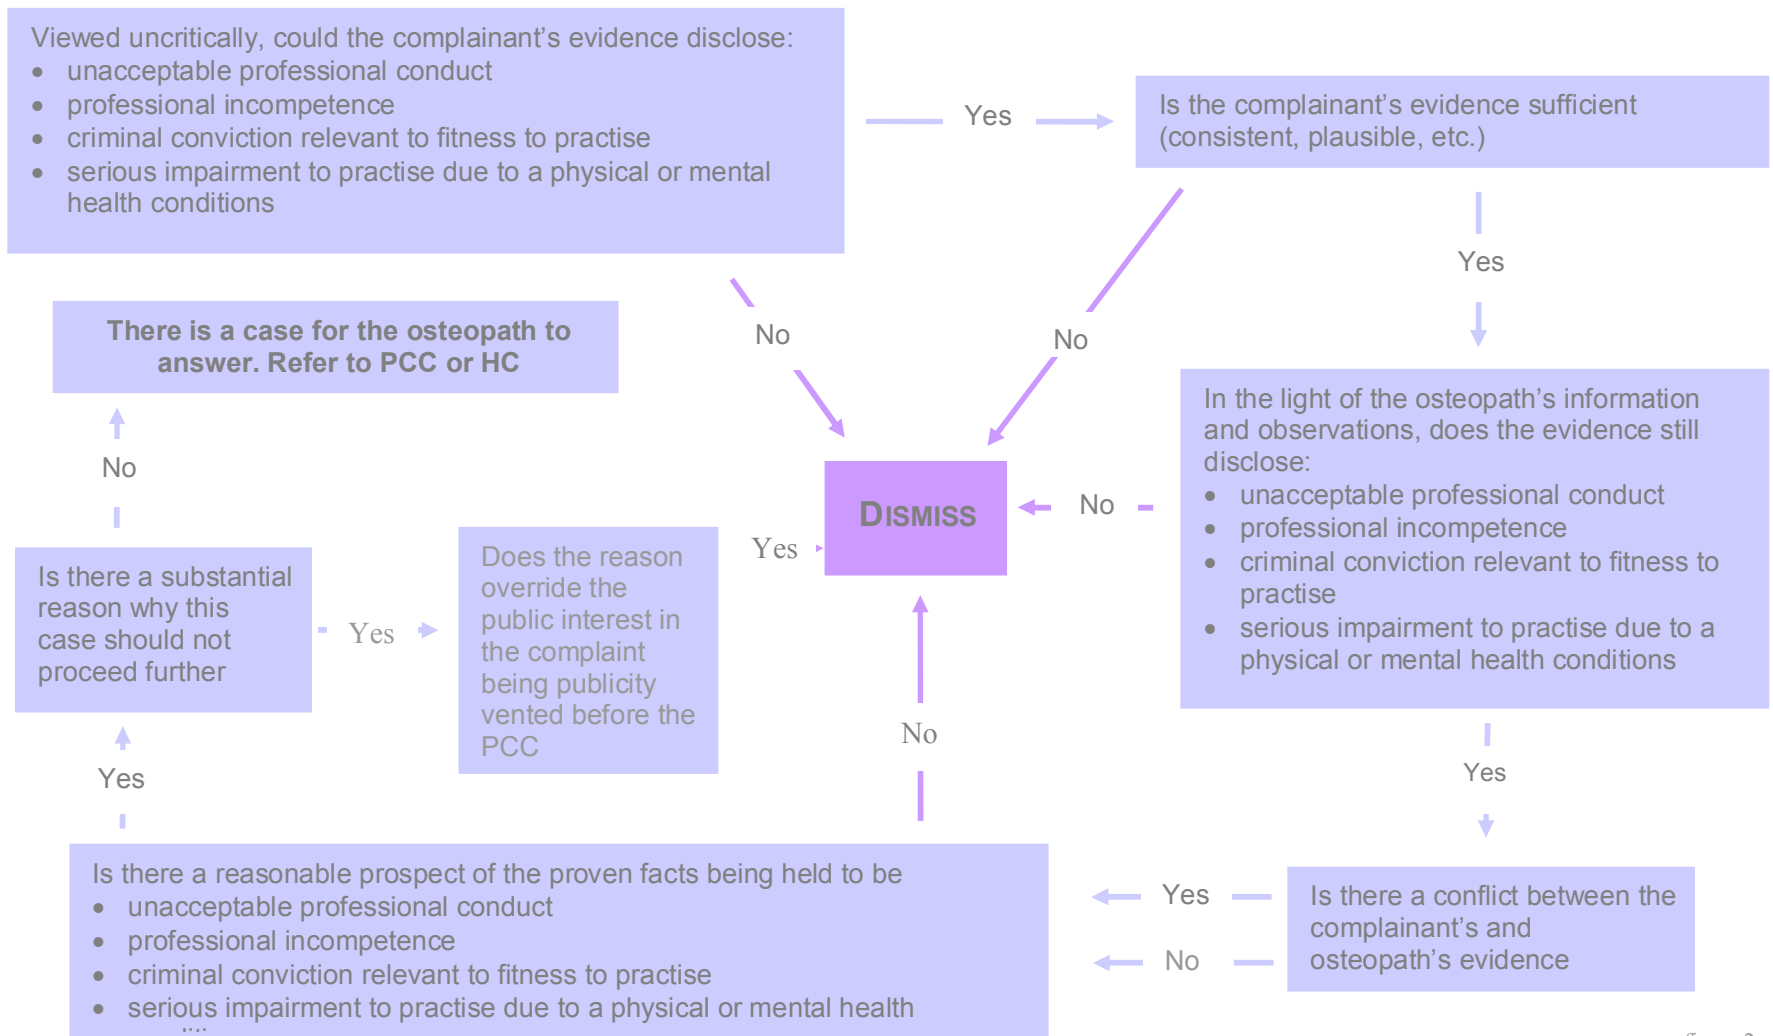 Viewed uncritically, could the complainant’s evidence disclose:
• unacceptable professional conduct
• professional incompetence
• criminal conviction relevant to fitness to practise
• serious impairment to practise due to a physical or mental
health conditions
Yes
Is the complainant’s evidence sufficient
(consistent, plausible, etc.)
No
No
Yes
There is a case for the osteopath to
answer. Refer to PCC or HC
No
In the light of the osteopath’s information
and observations, does the evidence still
disclose:
• unacceptable professional conduct
• professional incompetence
• criminal conviction relevant to fitness to
practise
• serious impairment to practise due to a
physical or mental health conditions
No
DISMISS
Yes
Does the reason
override the
public interest in
the complaint
being publicity
vented before the
PCC
Yes
Is there a substantial
reason why this
case should not
proceed further
Yes
No
Yes
Is there a reasonable prospect of the proven facts being held to be
• unacceptable professional conduct
• professional incompetence
• criminal conviction relevant to fitness to practise
• serious impairment to practise due to a physical or mental health
Yes
No
Is there a conflict between the
complainant’s and
osteopath’s evidence